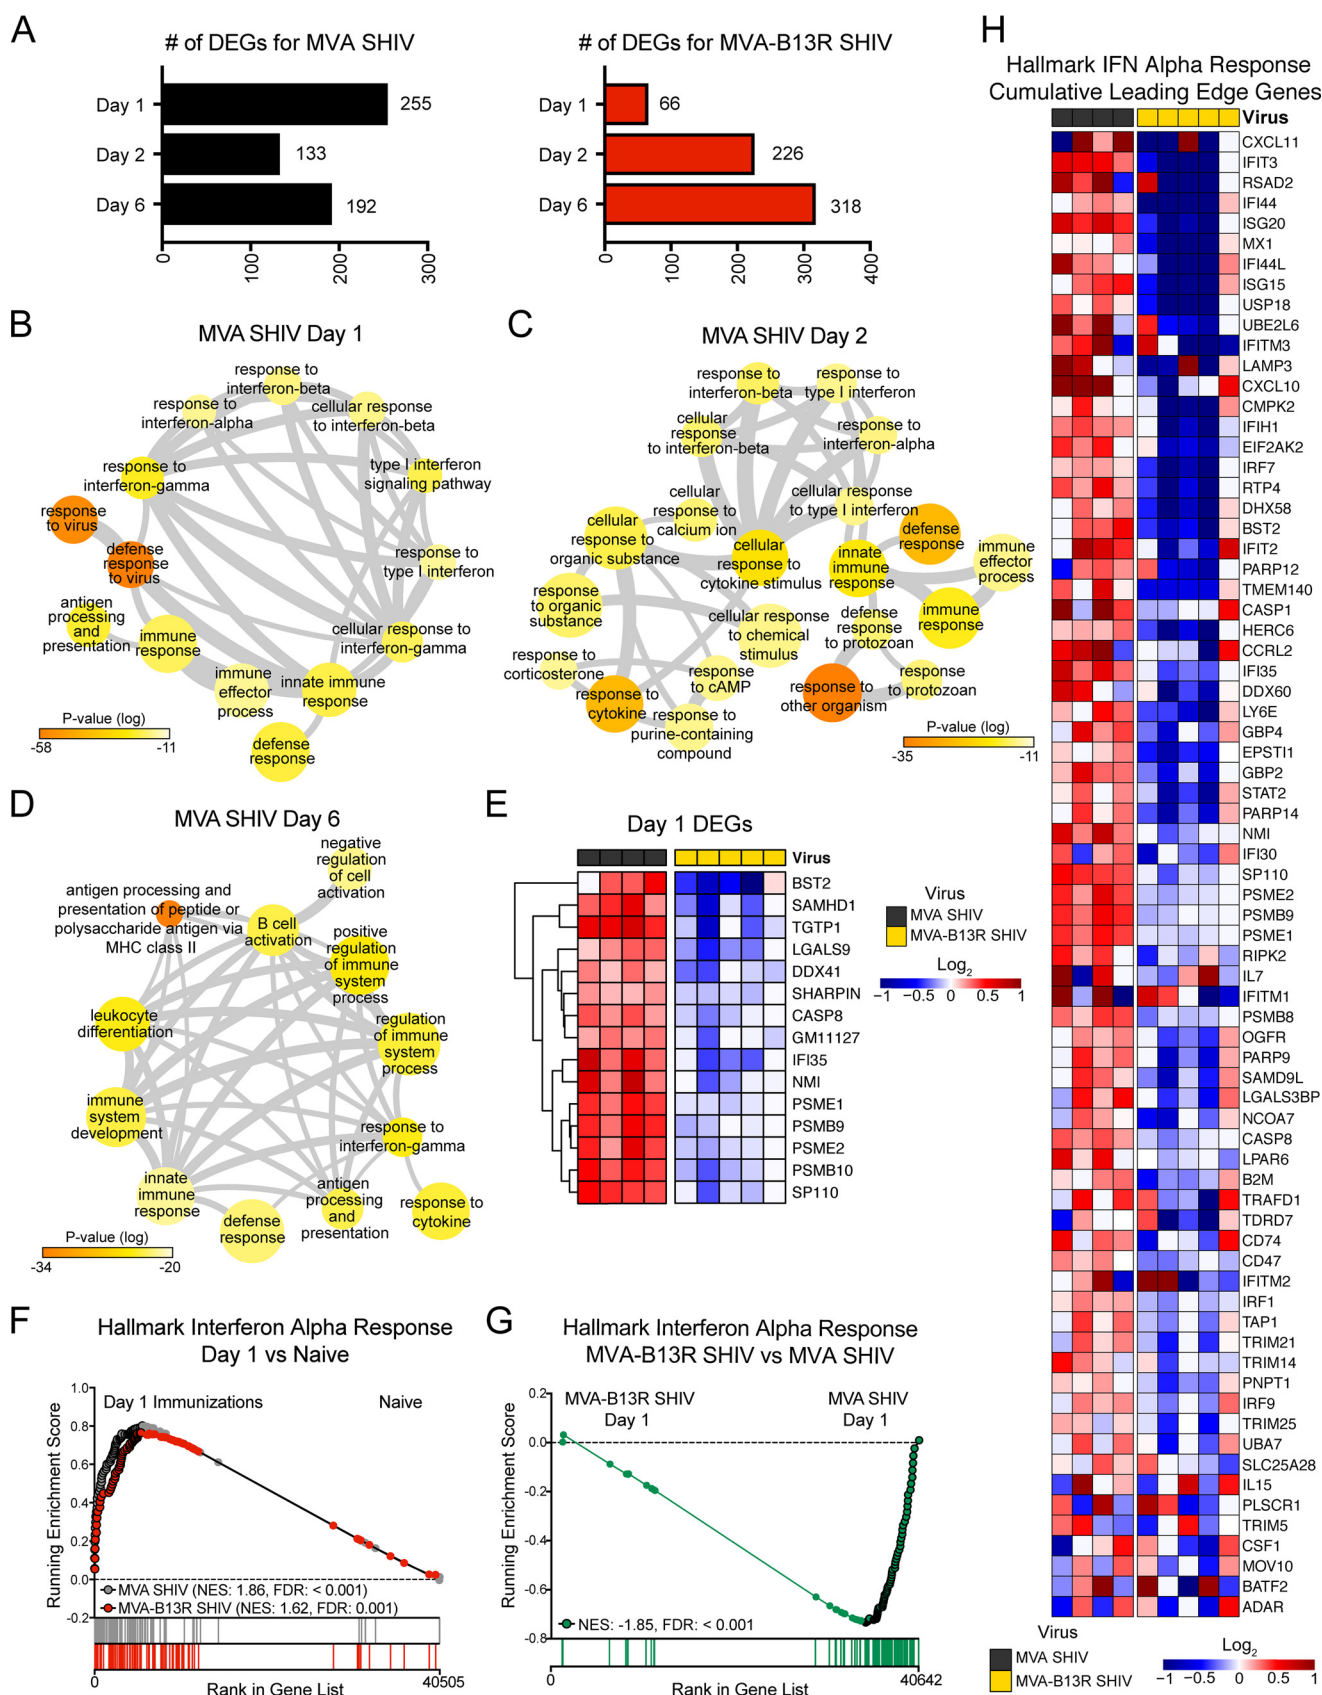 A
# of DEGs for MVA SHIV
Day 1
255
Day 2
133
Day 6
192
0
100
200
300
# of DEGs for MVA-B13R SHIV
Day 1
66
Day 2
226
Day 6
318
0
100
200
300
400
B
MVA SHIV Day 1
response to
interferon-beta
response to
interferon-alpha
cellular response
to interferon-beta
response to
interferon-gamma
type I interferon
signaling pathway
response
to virus
defense
response
to virus
response to
type I interferon
antigen
processing
and
presentation
immune
response
cellular response to
interferon-gamma
immune
effector
process
innate immune
response
defense
response
P-value (log)
-58
-11
C
MVA SHIV Day 2
response to
interferon-beta
response to
type I interferon
cellular
response
to interferon-beta
response to
interferon-alpha
cellular
response to
calcium ion
cellular response
to type I interferon
cellular
response to
organic substance
cellular
response to
cytokine stimulus
innate
immune
response
defense
response
immune
effector
process
response
to organic
substance
cellular response
to chemical
stimulus
defense
response
to protozoan
immune
response
response to
corticosterone
response
to cAMP
response to
cytokine
response to
purine-containing
compound
response to
other organism
response
to protozoan
P-value (log)
-35
-11
D
MVA SHIV Day 6
negative
regulation
of cell
activation
antigen processing and
presentation of peptide or
polysaccharide antigen via
MHC class II
B cell
activation
positive
regulation
of immune
system
process
leukocyte
differentiation
regulation
of immune
system
process
immune
system
development
response to
interferon-gamma
innate
immune
response
antigen
processing
and
presentation
defense
response
response to
cytokine
P-value (log)
-34
-20
E
Day 1 DEGs
Virus
BST2
SAMHD1
TGTP1
LGALS9
DDX41
SHARPIN
CASP8
GM11127
IFI35
NMI
PSME1
PSMB9
PSME2
PSMB10
SP110
Virus
MVA SHIV
MVA-B13R SHIV
Log2
−1
−0.5
0
0.5
1
F
Hallmark Interferon Alpha Response
Day 1 vs Naive
Running Enrichment Score
1.0
0.8
0.6
0.4
0.2
0.0
-0.2
Day 1 Immunizations
Naive
MVA SHIV (NES: 1.86, FDR: < 0.001)
MVA-B13R SHIV (NES: 1.62, FDR: 0.001)
0
40505
Rank in Gene List
G
Hallmark Interferon Alpha Response
MVA-B13R SHIV vs MVA SHIV
Running Enrichment Score
0.2
0.0
-0.2
-0.4
-0.6
-0.8
MVA-B13R SHIV
Day 1
MVA SHIV
Day 1
NES: -1.85, FDR: < 0.001
0
40642
Rank in Gene List
H
Hallmark IFN Alpha Response
Cumulative Leading Edge Genes
Virus
CXCL11
IFIT3
RSAD2
IFI44
ISG20
MX1
IFI44L
ISG15
USP18
UBE2L6
IFITM3
LAMP3
CXCL10
CMPK2
IFIH1
EIF2AK2
IRF7
RTP4
DHX58
BST2
IFIT2
PARP12
TMEM140
CASP1
HERC6
CCRL2
IFI35
DDX60
LY6E
GBP4
EPSTI1
GBP2
STAT2
PARP14
NMI
IFI30
SP110
PSME2
PSMB9
PSME1
RIPK2
IL7
IFITM1
PSMB8
OGFR
PARP9
SAMD9L
LGALS3BP
NCOA7
CASP8
LPAR6
B2M
TRAFD1
TDRD7
CD74
CD47
IFITM2
IRF1
TAP1
TRIM21
TRIM14
PNPT1
IRF9
TRIM25
UBA7
SLC25A28
IL15
PLSCR1
TRIM5
CSF1
MOV10
BATF2
ADAR
Virus
MVA SHIV
MVA-B13R SHIV
Log2
−1
−0.5
0
0.5
1